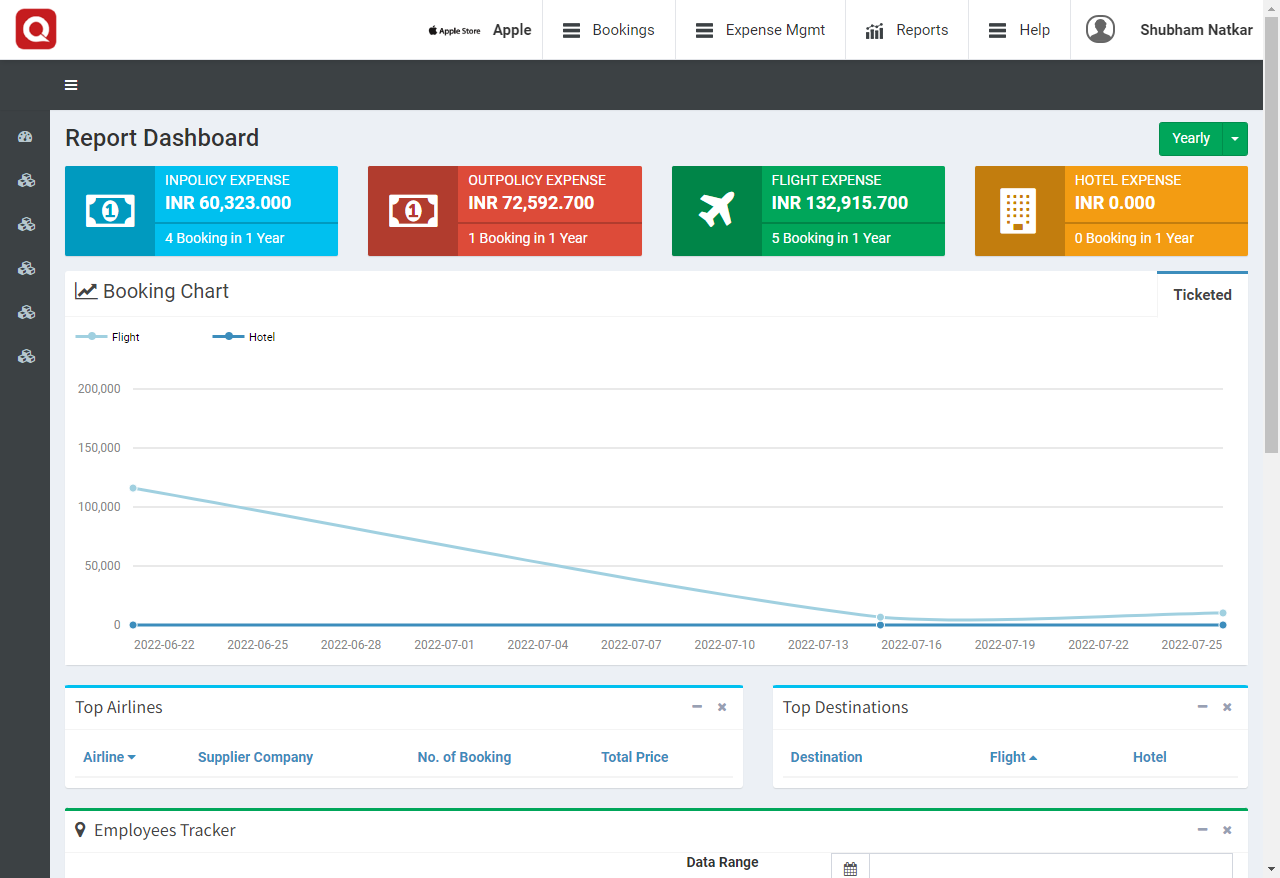 Apple Store Apple Bookings Expense Mgmt Reports Help Shubham Natkar
Report Dashboard
Yearly
INPOLICY EXPENSE
INR 60,323.000
4 Booking in 1 Year
OUTPOLICY EXPENSE
INR 72,592.700
1 Booking in 1 Year
FLIGHT EXPENSE
INR 132,915.700
5 Booking in 1 Year
HOTEL EXPENSE
INR 0.000
0 Booking in 1 Year
Booking Chart
Ticketed
Flight Hotel
200,000
150,000
100,000
50,000
0
2022-06-22 2022-06-25 2022-06-28 2022-07-01 2022-07-04 2022-07-07 2022-07-10 2022-07-13 2022-07-16 2022-07-19 2022-07-22 2022-07-25
Top Airlines
Airline Supplier Company No. of Booking Total Price
Top Destinations
Destination Flight Hotel
Employees Tracker
Data Range